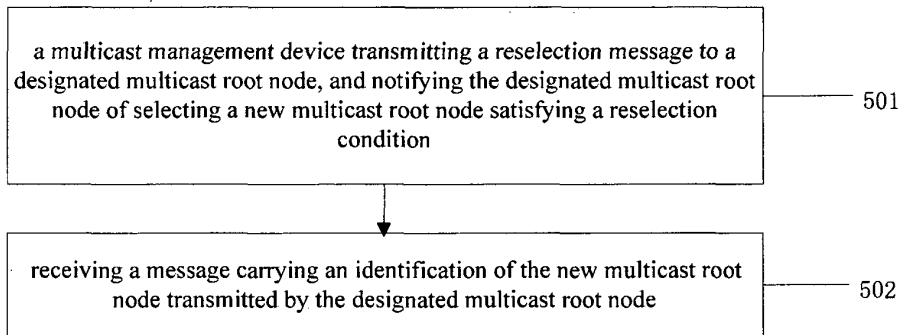 a multicast management device transmitting a reselection message to a
designated multicast root node, and notifying the designated multicast root
node of selecting a new multicast root node satisfying a reselection
condition
501
receiving a message carrying an identification of the new multicast root
node transmitted by the designated multicast root node
502